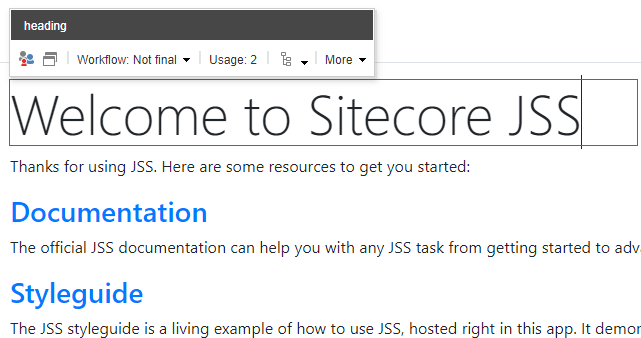 heading
Workflow: Not final Usage: 2 More
Welcome to Sitecore JSS
Thanks for using JSS. Here are some resources to get you started:
Documentation
The official JSS documentation can help you with any JSS task from getting started to adv
Styleguide
The JSS styleguide is a living example of how to use JSS, hosted right in this app. It demon